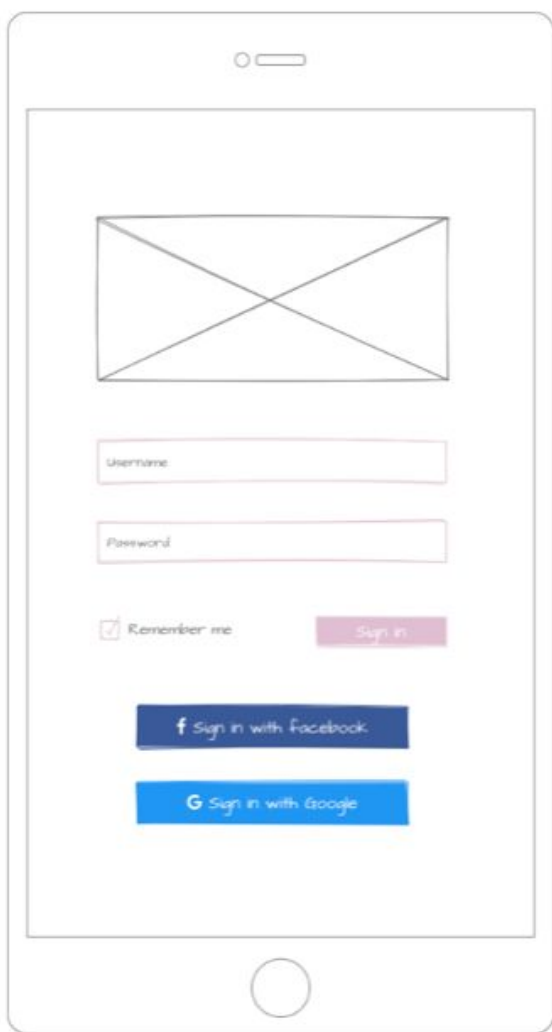 Username
Password
Remember me
Sign in
f Sign in with facebook
G Sign in with Google